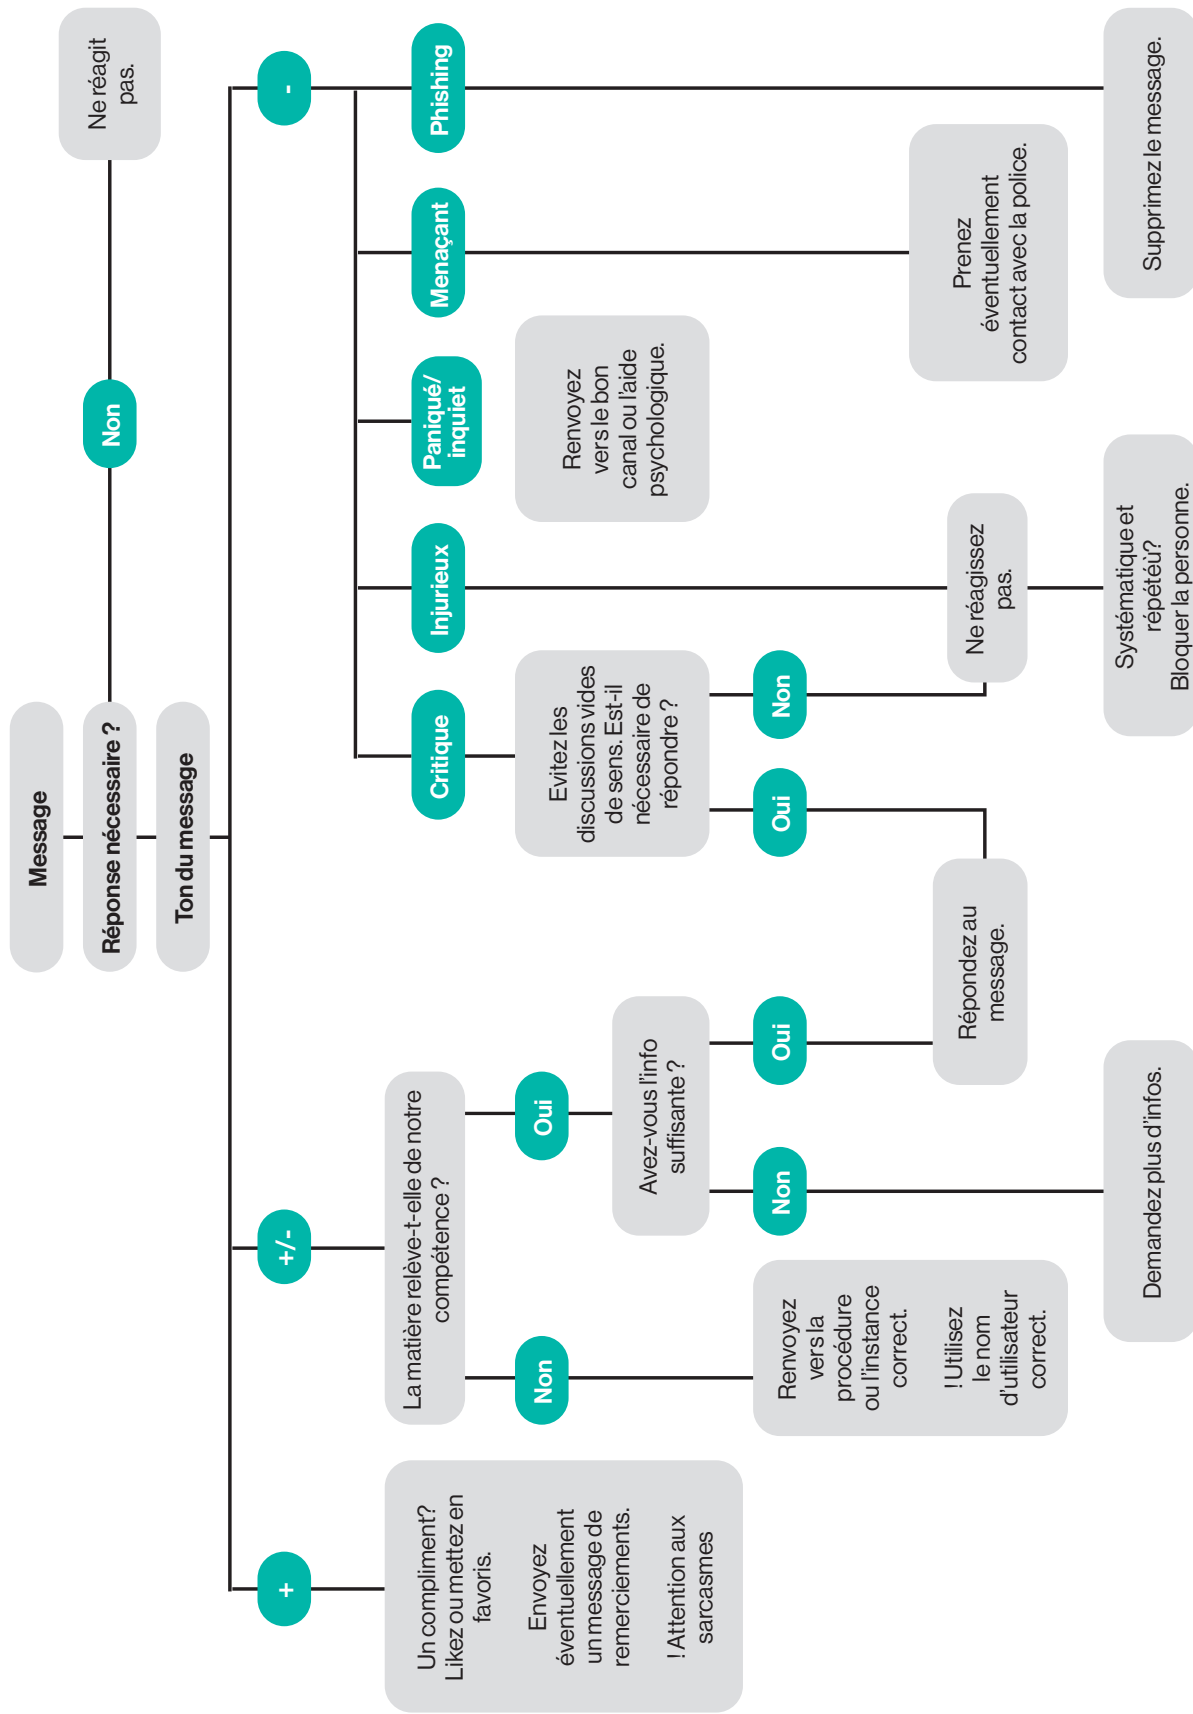 Message
Réponse nécessaire ?
Non
Ne réagit
pas.
Ton du message
+
+/-
-
Un compliment?
Likez ou mettez en
favoris.
Envoyez
éventuellement
un message de
remerciements.
! Attention aux
sarcasmes
La matière relève-t-elle de notre
compétence ?
Non
Oui
Renvoyez
vers la
procédure
ou l'instance
correct.
! Utilisez
le nom
d'utilisateur
correct.
Avez-vous l'info
suffisante ?
Non
Oui
Demandez plus d'infos.
Répondez au
message.
Critique
Injurieux
Paniqué/
inquiet
Menaçant
Phishing
Evitez les
discussions vides
de sens. Est-il
nécessaire de
répondre ?
Oui
Non
Renvoyez
vers le bon
canal ou l'aide
psychologique.
Ne réagissez
pas.
Prenez
éventuellement
contact avec la police.
Systématique et
répétéù?
Bloquer la personne.
Supprimez le message.